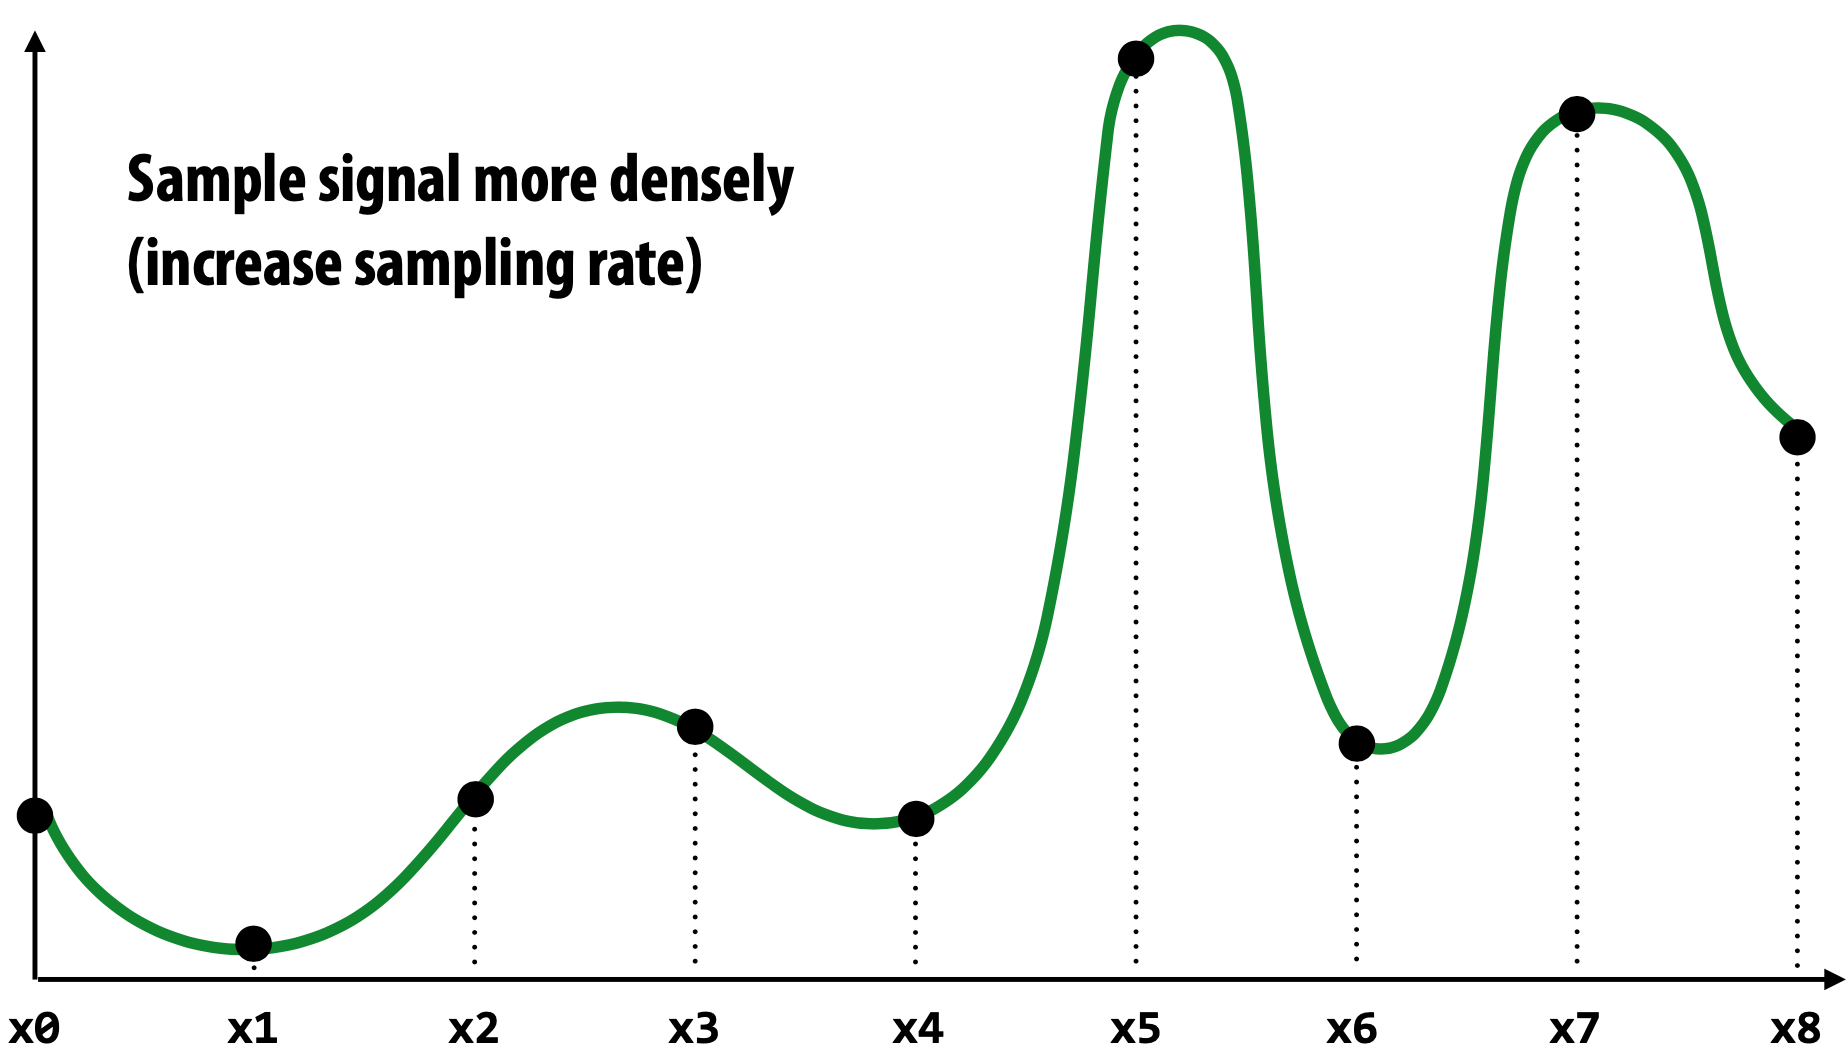 Sample signal more densely
(increase sampling rate)
x0 x1 x2 x3 x4 x5 x6 x7 x8